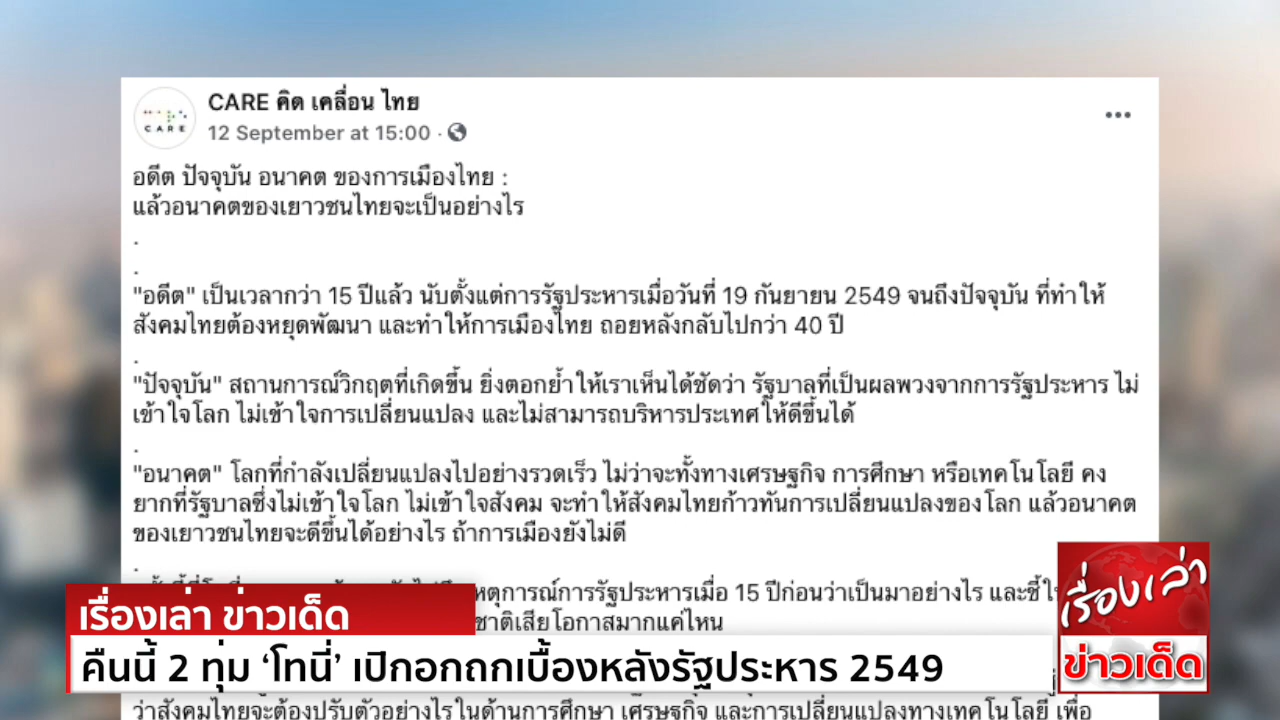 CARE คิด เคลื่อน ไทย
12 September at 15:00
CARE
อดีต ปัจจุบัน อนาคต ของการเมืองไทย :
แล้วอนาคตของเยาวชนไทยจะเป็นอย่างไร
.
.
"อดีต" เป็นเวลากว่า 15 ปีแล้ว นับตั้งแต่การรัฐประหารเมื่อวันที่ 19 กันยายน 2549 จนถึงปัจจุบัน ที่ทำให้
สังคมไทยต้องหยุดพัฒนา และทำให้การเมืองไทย ถอยหลังกลับไปกว่า 40 ปี
.
"ปัจจุบัน" สถานการณ์วิกฤตที่เกิดขึ้น ยิ่งตอกย้ำให้เราเห็นได้ชัดว่า รัฐบาลที่เป็นผลพวงจากการรัฐประหาร ไม่
เข้าใจโลก ไม่เข้าใจการเปลี่ยนแปลง และไม่สามารถบริหารประเทศให้ดีขึ้นได้
.
"อนาคต" โลกที่กำลังเปลี่ยนแปลงไปอย่างรวดเร็ว ไม่ว่าจะทั้งทางเศรษฐกิจ การศึกษา หรือเทคโนโลยี คง
ยากที่รัฐบาลซึ่งไม่เข้าใจโลก ไม่เข้าใจสังคม จะทำให้สังคมไทยก้าวทันการเปลี่ยนแปลงของโลก แล้วอนาคต
ของเยาวชนไทยจะดีขึ้นได้อย่างไร ถ้าการเมืองยังไม่ดี
.
หตุการณ์การรัฐประหารเมื่อ 15 ปีก่อนว่าเป็นมาอย่างไร และชี้ให้
ชาติเสียโอกาสมากแค่ไหน
เรื่องเล่า ข่าวเด็ด
คืนนี้ 2 ทุ่ม ‘โทนี่’ เปิกอกถกเบื้องหลังรัฐประหาร 2549
เรื่องเล่า
ข่าวเด็ด
ว่าสังคมไทยจะต้องปรับตัวอย่างไรในด้านการศึกษา เศรษฐกิจ และการเปลี่ยนแปลงทางเทคโนโลยี เพื่อ